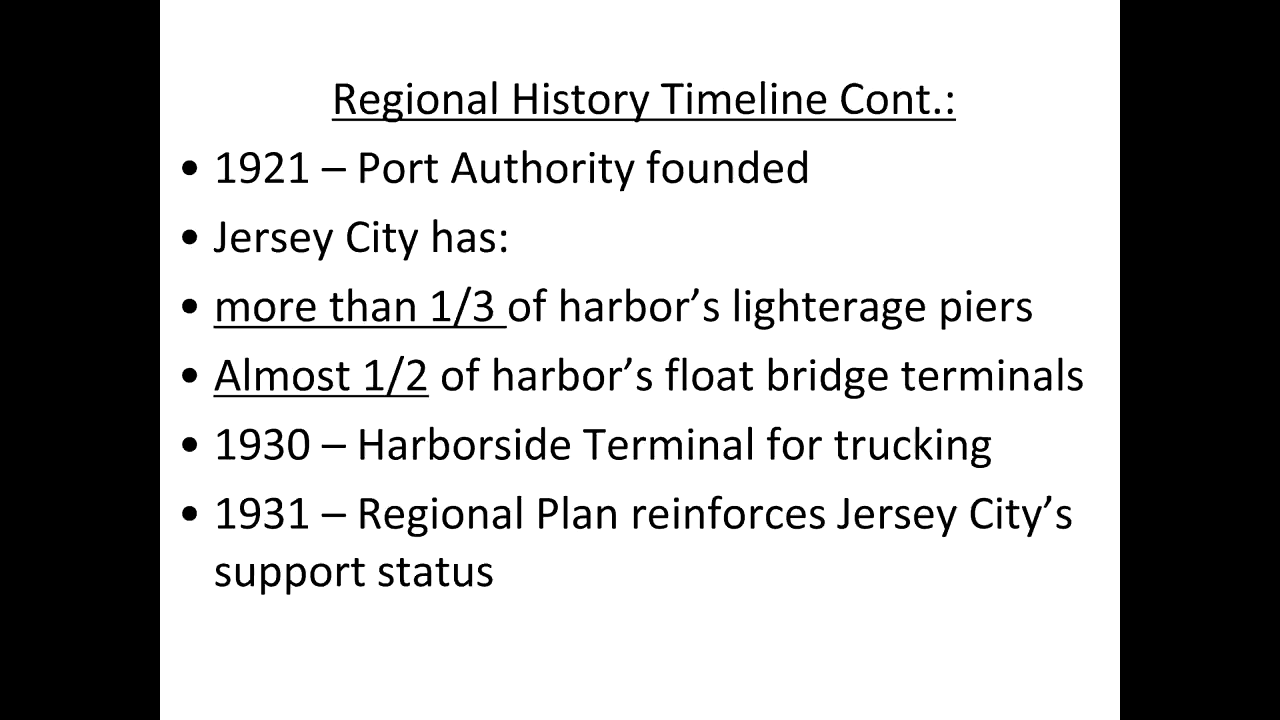 Regional History Timeline Cont.:
• 1921 – Port Authority founded
• Jersey City has:
• more than 1/3 of harbor’s lighterage piers
• Almost 1/2 of harbor’s float bridge terminals
• 1930 – Harborside Terminal for trucking
• 1931 – Regional Plan reinforces Jersey City’s
support status